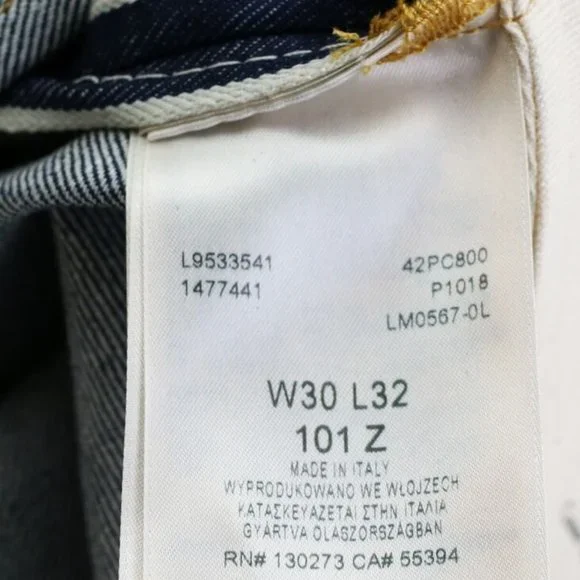 L9533541 42PC800
1477441 P1018
LM0567-0L
W30 L32
101 Z
MADE IN ITALY
WYPRODUKOWANO WE WŁOJZECH
ΚΑΤΑΣΚΕΥΑΖΕΤΑΙ ΣΤΗΝ ΙΤΑΛΙΑ
GYÁRTVA OLASZORSZÁGBAN
RN# 130273 CA# 55394